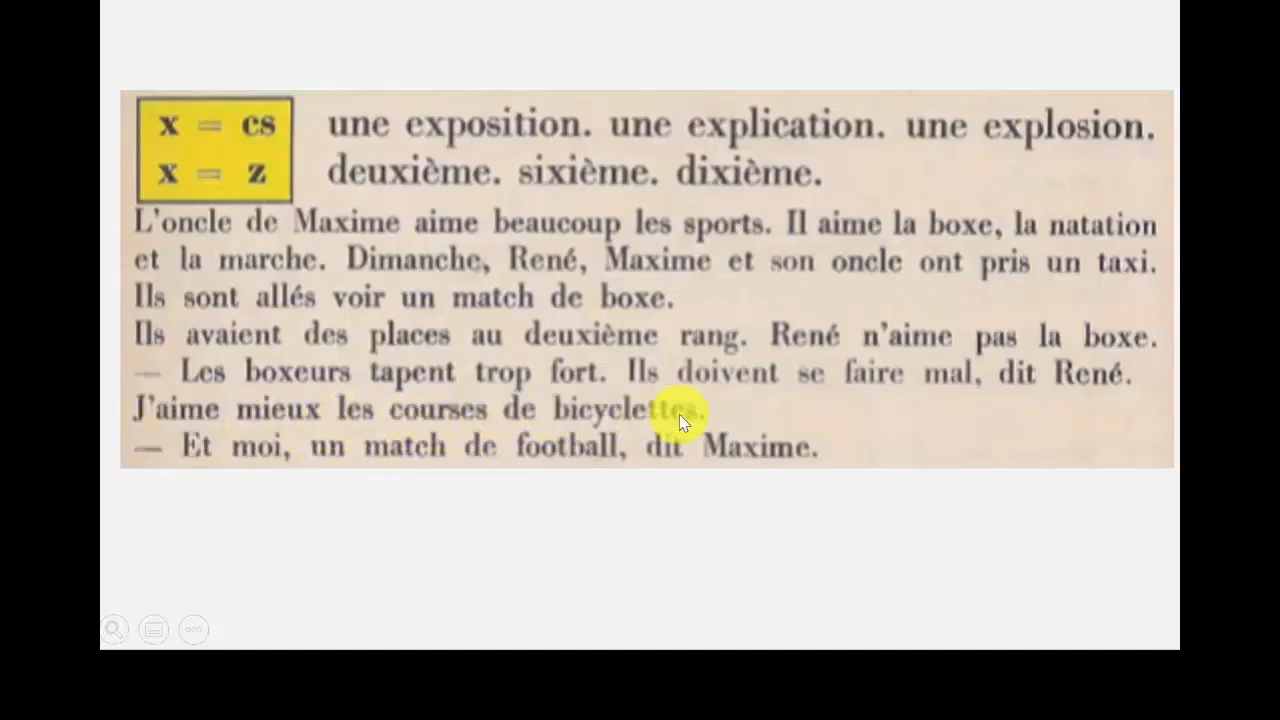 x = cs une exposition. une explication. une explosion.
x = z deuxième. sixième. dixième.
L'oncle de Maxime aime beaucoup les sports. Il aime la boxe, la natation
et la marche. Dimanche, René, Maxime et son oncle ont pris un taxi.
Ils sont allés voir un match de boxe.
Ils avaient des places au deuxième rang. René n'aime pas la boxe.
— Les boxeurs tapent trop fort. Ils doivent se faire mal, dit René.
J'aime mieux les courses de bicyclettes.
— Et moi, un match de football, dit Maxime.